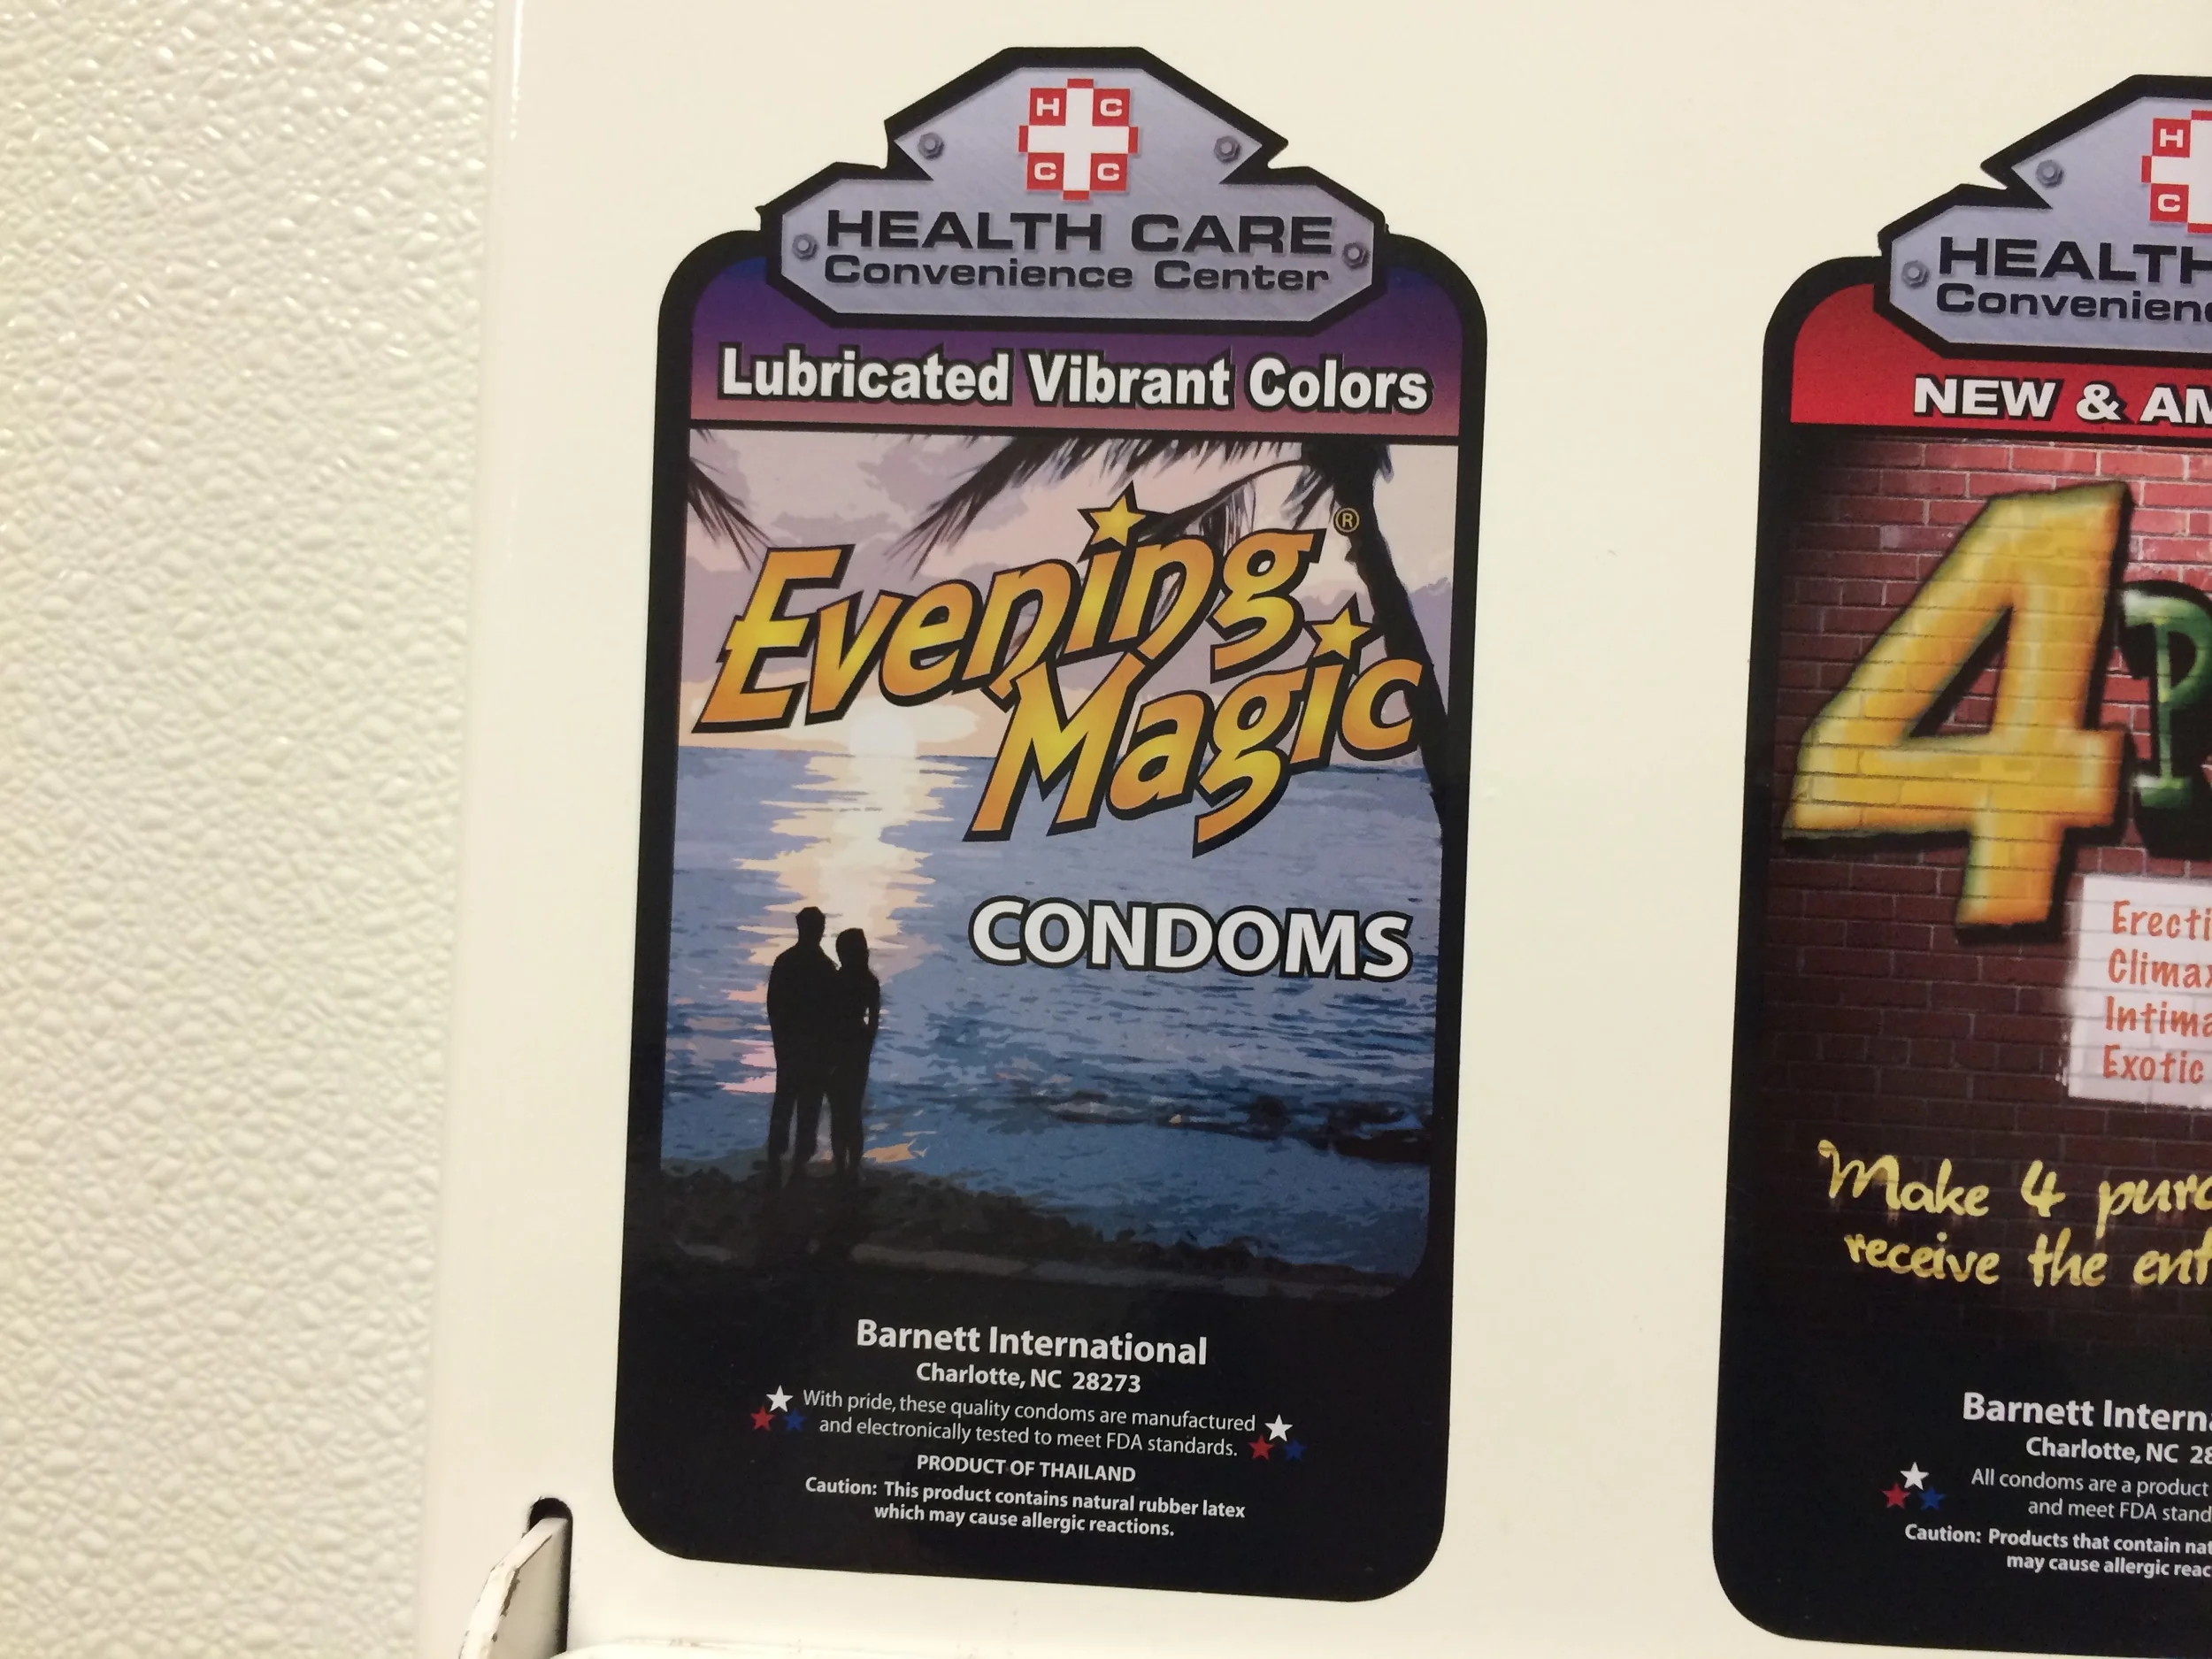 H C
C C
HEALTH CARE
Convenience Center
Lubricated Vibrant Colors
Evening
Magic
®
CONDOMS
Barnett International
Charlotte, NC 28273
With pride, these quality condoms are manufactured
and electronically tested to meet FDA standards.
PRODUCT OF THAILAND
Caution: This product contains natural rubber latex
which may cause allergic reactions.
H
C
HEALTH
NEW &
4
Make 4
receive the
Barnett
Charlotte, NC
All condoms are a product
and meet FDA
Caution: Products that contain
may cause allergic